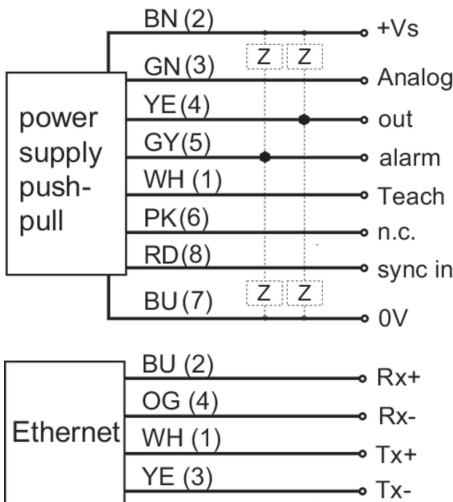 BN (2) +Vs
Z Z
GN (3) Analog
YE (4) out
GY (5) alarm
WH (1) Teach
PK (6) n.c.
RD (8) sync in
Z Z
BU (7) 0V
power
supply
push-
pull
BU (2) Rx+
OG (4) Rx-
WH (1) Tx+
YE (3) Tx-
Ethernet